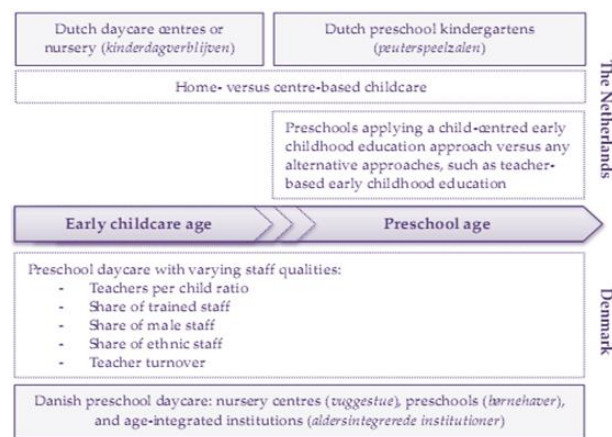 Dutch daycare centres or
nursery (kinderdagverblijven)
Dutch preschool kindergartens
(peuterspeelzalen)
Home- versus centre-based childcare
Preschools applying a child-centred early
childhood education approach versus any
alternative approaches, such as teacher-
based early childhood education
The Netherlands
Early childcare age
Preschool age
Preschool daycare with varying staff qualities:
- Teachers per child ratio
- Share of trained staff
- Share of male staff
- Share of ethnic staff
- Teacher turnover
Denmark
Danish preschool daycare: nursery centres (vuggestue), preschools (børnehaver),
and age-integrated institutions (aldersintegrerede institutioner)